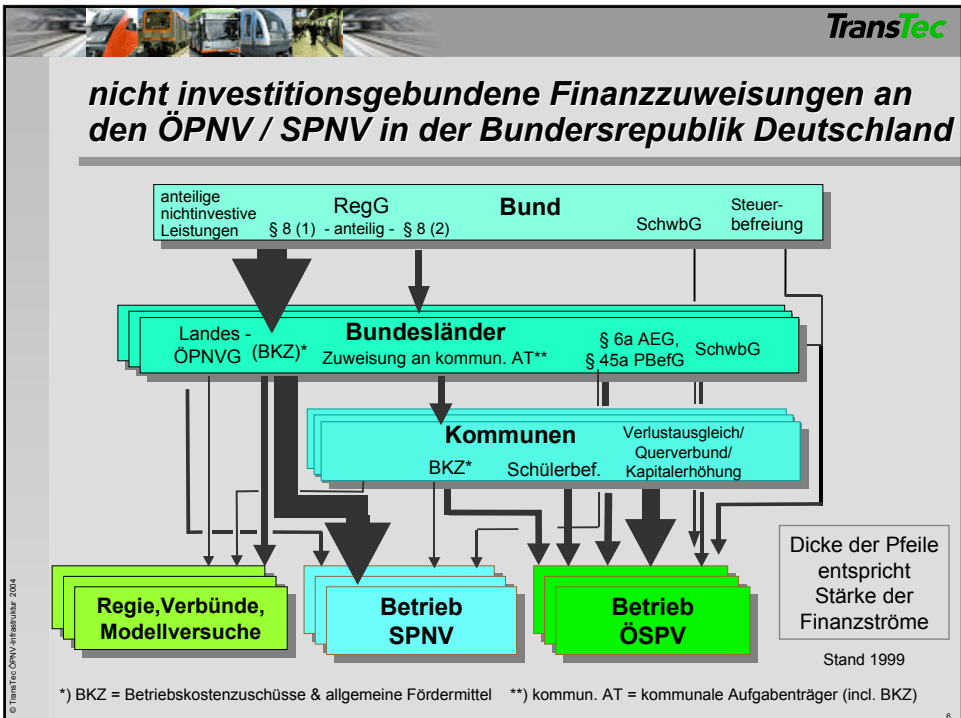 TransTec
nicht investitionsgebundene Finanzzuweisungen an
den ÖPNV / SPNV in der Bundersrepublik Deutschland
anteilige
nichtinvestive
Leistungen
RegG
§ 8 (1) - anteilig - § 8 (2)
Bund
SchwbG
Steuer-
befreiung
Landes -
ÖPNVG
(BKZ)*
Bundesländer
Zuweisung an kommun. AT**
§ 6a AEG,
§ 45a PBefG
SchwbG
Kommunen
BKZ*
Schülerbef.
Verlustausgleich/
Querverbund/
Kapitalerhöhung
Regie,Verbünde,
Modellversuche
Betrieb
SPNV
Betrieb
ÖSPV
Dicke der Pfeile
entspricht
Stärke der
Finanzströme
Stand 1999
*) BKZ = Betriebskostenzuschüsse & allgemeine Fördermittel **) kommun. AT = kommunale Aufgabenträger (incl. BKZ)
© TransTec ÖPNV-Infrastruktur 2004
6